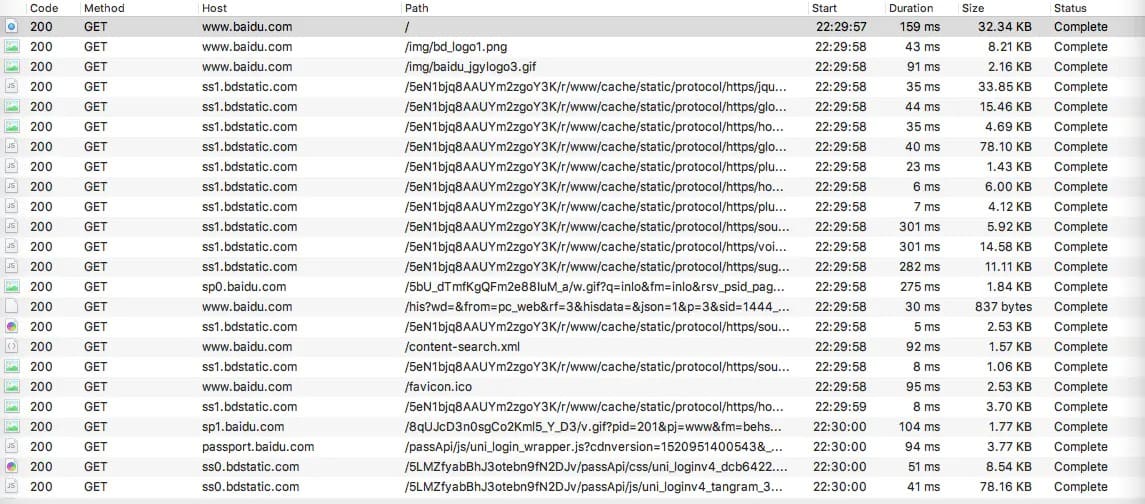 Code Method Host Path Start Duration Size Status
200 GET www.baidu.com / 22:29:57 159 ms 32.34 KB Complete
200 GET www.baidu.com /img/bd_logo1.png 22:29:58 43 ms 8.21 KB Complete
200 GET www.baidu.com /img/baidu_jgylogo3.gif 22:29:58 91 ms 2.16 KB Complete
200 GET ss1.bdstatic.com /5eN1bjq8AAUYm2zgoY3K/r/www/cache/static/protocol/https/jqu... 22:29:58 35 ms 33.85 KB Complete
200 GET ss1.bdstatic.com /5eN1bjq8AAUYm2zgoY3K/r/www/cache/static/protocol/https/glo... 22:29:58 44 ms 15.46 KB Complete
200 GET ss1.bdstatic.com /5eN1bjq8AAUYm2zgoY3K/r/www/cache/static/protocol/https/ho... 22:29:58 35 ms 4.69 KB Complete
200 GET ss1.bdstatic.com /5eN1bjq8AAUYm2zgoY3K/r/www/cache/static/protocol/https/glo... 22:29:58 40 ms 78.10 KB Complete
200 GET ss1.bdstatic.com /5eN1bjq8AAUYm2zgoY3K/r/www/cache/static/protocol/https/plu... 22:29:58 23 ms 1.43 KB Complete
200 GET ss1.bdstatic.com /5eN1bjq8AAUYm2zgoY3K/r/www/cache/static/protocol/https/ho... 22:29:58 6 ms 6.00 KB Complete
200 GET ss1.bdstatic.com /5eN1bjq8AAUYm2zgoY3K/r/www/cache/static/protocol/https/plu... 22:29:58 7 ms 4.12 KB Complete
200 GET ss1.bdstatic.com /5eN1bjq8AAUYm2zgoY3K/r/www/cache/static/protocol/https/sou... 22:29:58 301 ms 5.92 KB Complete
200 GET ss1.bdstatic.com /5eN1bjq8AAUYm2zgoY3K/r/www/cache/static/protocol/https/voi... 22:29:58 301 ms 14.58 KB Complete
200 GET ss1.bdstatic.com /5eN1bjq8AAUYm2zgoY3K/r/www/cache/static/protocol/https/sug... 22:29:58 282 ms 11.11 KB Complete
200 GET sp0.baidu.com /5bU_dTmfKgQFm2e88IuM_a/w.gif?q=inlo&fm=inlo&rsv_psid_pag... 22:29:58 275 ms 1.84 KB Complete
200 GET www.baidu.com /his?wd=&from=pc_web&rf=3&hisdata=&json=1&p=3&sid=1444_... 22:29:58 30 ms 837 bytes Complete
200 GET ss1.bdstatic.com /5eN1bjq8AAUYm2zgoY3K/r/www/cache/static/protocol/https/sou... 22:29:58 5 ms 2.53 KB Complete
200 GET www.baidu.com /content-search.xml 22:29:58 92 ms 1.57 KB Complete
200 GET ss1.bdstatic.com /5eN1bjq8AAUYm2zgoY3K/r/www/cache/static/protocol/https/sou... 22:29:58 8 ms 1.06 KB Complete
200 GET www.baidu.com /favicon.ico 22:29:58 95 ms 2.53 KB Complete
200 GET ss1.bdstatic.com /5eN1bjq8AAUYm2zgoY3K/r/www/cache/static/protocol/https/ho... 22:29:59 8 ms 3.70 KB Complete
200 GET sp1.baidu.com /8qUJcD3n0sgCo2Kml5_Y_D3/v.gif?pid=201&pj=www&fm=behs... 22:30:00 104 ms 1.77 KB Complete
200 GET passport.baidu.com /passApi/js/uni_login_wrapper.js?cdnversion=1520951400543&_... 22:30:00 94 ms 3.77 KB Complete
200 GET ss0.bdstatic.com /5LMZfyabBhJ3otebn9fN2DJv/passApi/css/uni_loginv4_dcb6422... 22:30:00 51 ms 8.54 KB Complete
200 GET ss0.bdstatic.com /5LMZfyabBhJ3otebn9fN2DJv/passApi/js/uni_loginv4_tangram_3... 22:30:00 41 ms 78.16 KB Complete